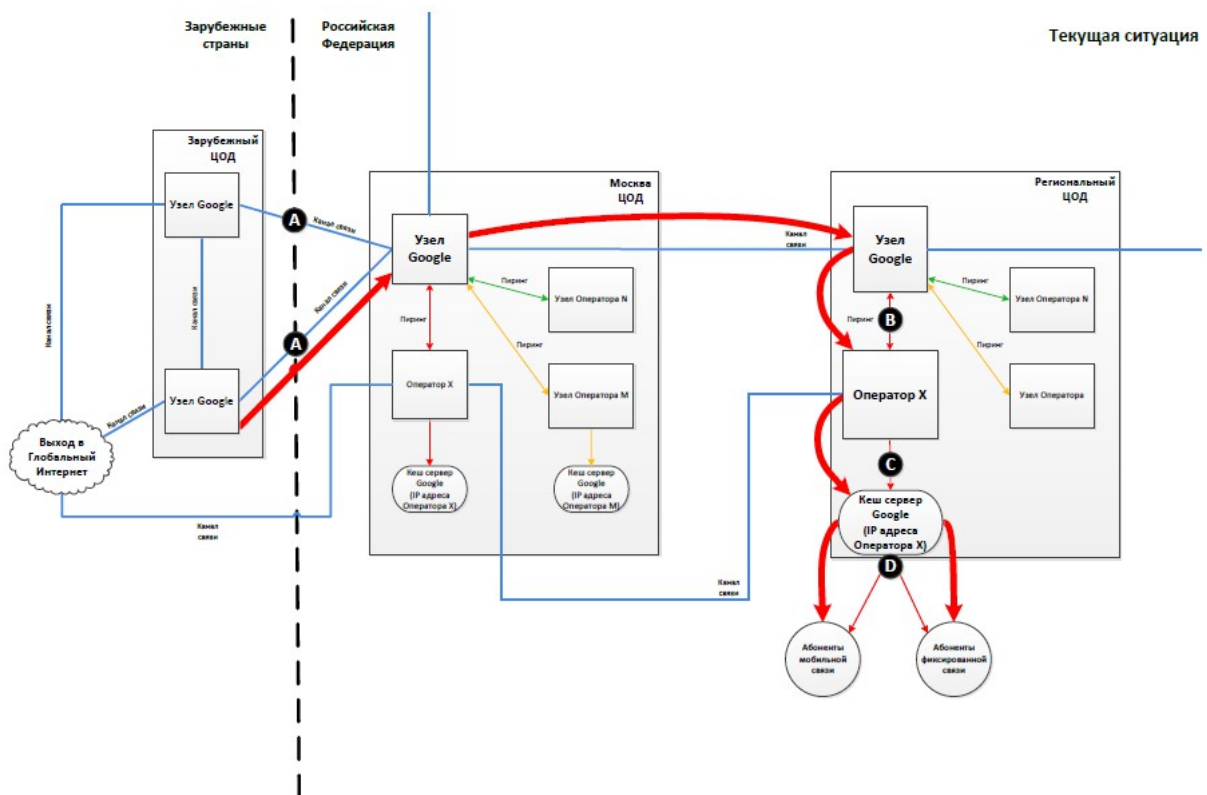 Зарубежные
страны
Российская
Федерация
Текущая ситуация
Зарубежный
ЦОД
Узел Google
Канал связи
Узел Google
Канал связи
Канал связи
Выход в
Глобальный
Интернет
A
Канал связи
A
Канал связи
Канал
связи
Москва
ЦОД
Узел
Google
Пиринг
Узел Оператора N
Пиринг
Пиринг
Оператор X
Узел Оператора M
Кеш сервер
Google
(IP адреса
Оператора X)
Кеш сервер
Google
(IP адреса
Оператора M)
Канал
связи
Канал
связи
Региональный
ЦОД
Узел
Google
Пиринг
Узел Оператора N
Пиринг
B
Пиринг
Оператор X
Узел Оператора
C
Кеш сервер
Google
(IP адреса
Оператора X)
D
Абоненты
мобильной
связи
Абоненты
фиксированной
связи